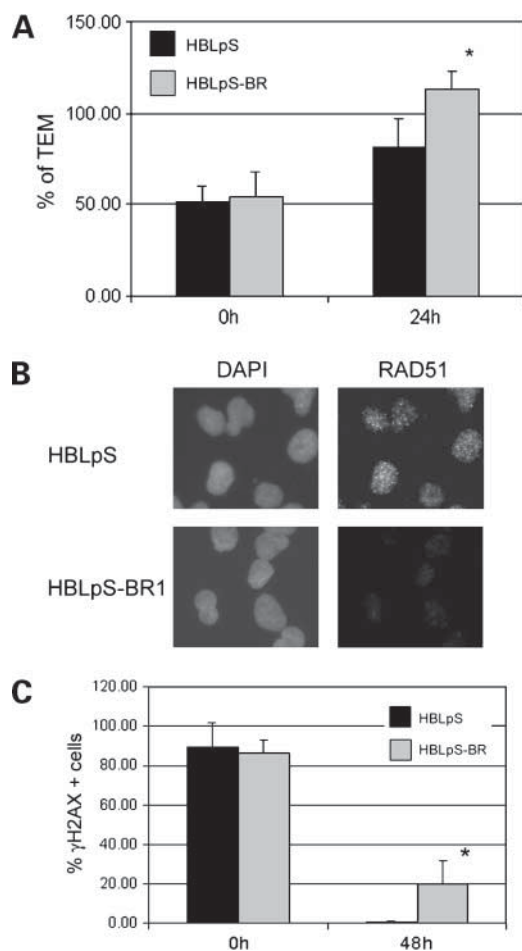 A
150.00
100.00
50.00
0.00
% of TEM
HBLpS
HBLpS-BR
*
0h
24h
B
DAPI
RAD51
HBLpS
HBLpS-BR1
C
120.00
100.00
80.00
60.00
40.00
20.00
0.00
% γH2AX + cells
HBLpS
HBLpS-BR
*
0h
48h